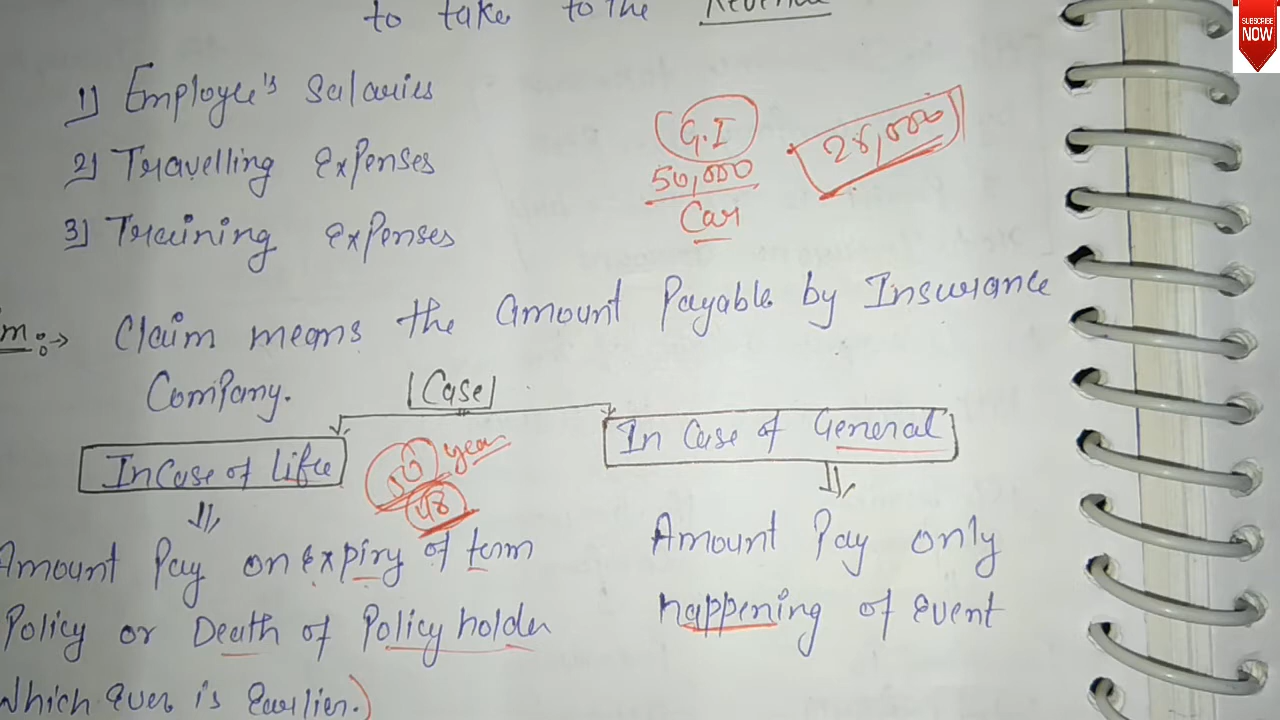 to take to the Revenue
1) Employee's Salaries
2) Travelling Expenses
3) Training Expenses
G.I
50,000
Car
m :→ Claim means the Amount Payable by Insurance
Company.
Case
In Case of Life
50 year
48
In Case of General
Amount Pay on Expiry of term
Policy or Death of Policy holder
which Ever is Earlier.)
Amount Pay only
happening of Event
SUBSCRIBE
NOW